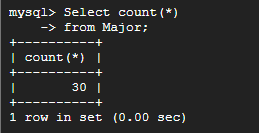 mysql> Select count(*)
    -> from Major;
+----------+
| count(*) |
+----------+
|       30 |
+----------+
1 row in set (0.00 sec)